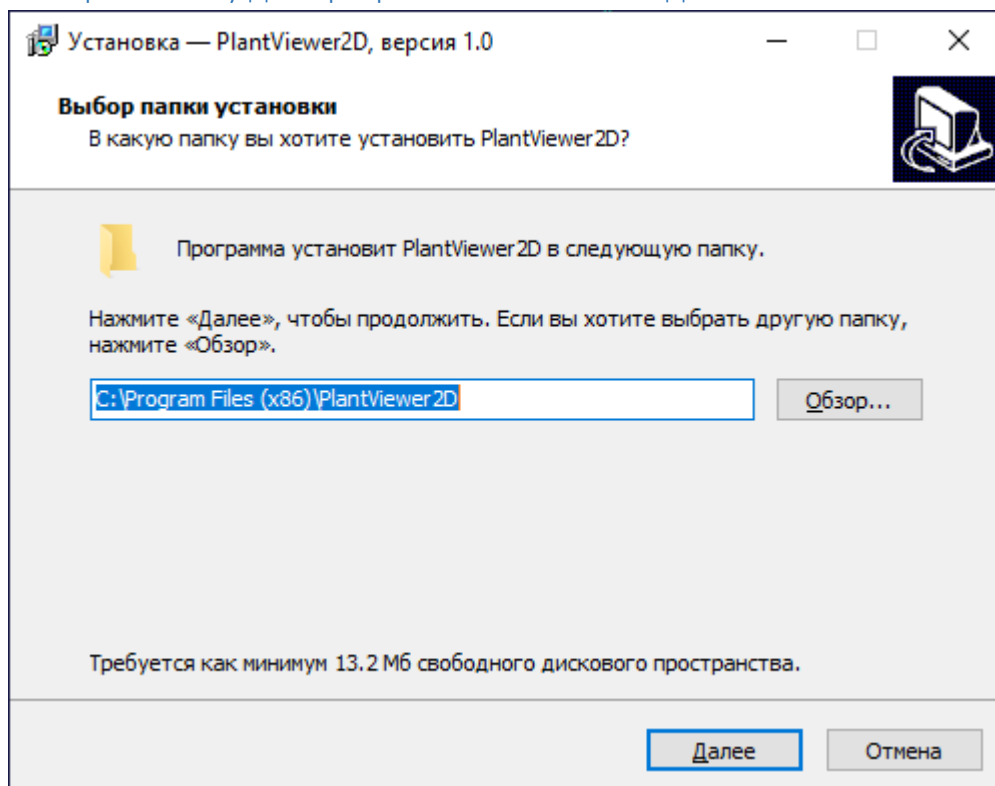 Установка — PlantViewer2D, версия 1.0
Выбор папки установки
В какую папку вы хотите установить PlantViewer2D?
Программа установит PlantViewer2D в следующую папку.
Нажмите «Далее», чтобы продолжить. Если вы хотите выбрать другую папку,
нажмите «Обзор».
C:\Program Files (x86)\PlantViewer2D
Обзор...
Требуется как минимум 13.2 Мб свободного дискового пространства.
Далее
Отмена